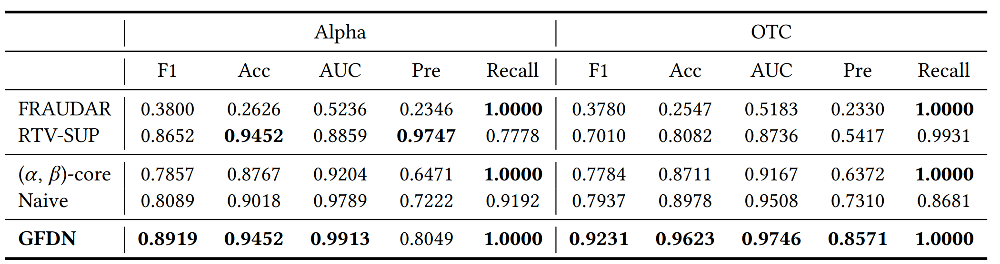 Alpha OTC
F1 Acc AUC Pre Recall F1 Acc AUC Pre Recall
FRAUDAR 0.3800 0.2626 0.5236 0.2346 1.0000 0.3780 0.2547 0.5183 0.2330 1.0000
RTV-SUP 0.8652 0.9452 0.8859 0.9747 0.7778 0.7010 0.8082 0.8736 0.5417 0.9931
(α, β)-core 0.7857 0.8767 0.9204 0.6471 1.0000 0.7784 0.8711 0.9167 0.6372 1.0000
Naive 0.8089 0.9018 0.9789 0.7222 0.9192 0.7937 0.8978 0.9508 0.7310 0.8681
GFDN 0.8919 0.9452 0.9913 0.8049 1.0000 0.9231 0.9623 0.9746 0.8571 1.0000